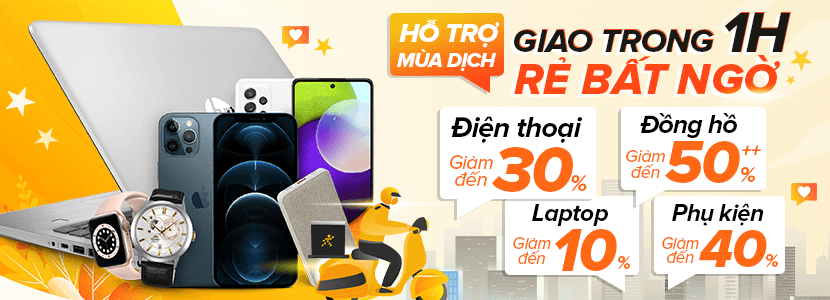 HỖ TRỢ
MÙA DỊCH
GIAO TRONG 1H
RẺ BẤT NGỜ
Điện thoại
Giảm đến 30%
Đồng hồ
Giảm đến 50++%
Laptop
Giảm đến 10%
Phụ kiện
Giảm đến 40%